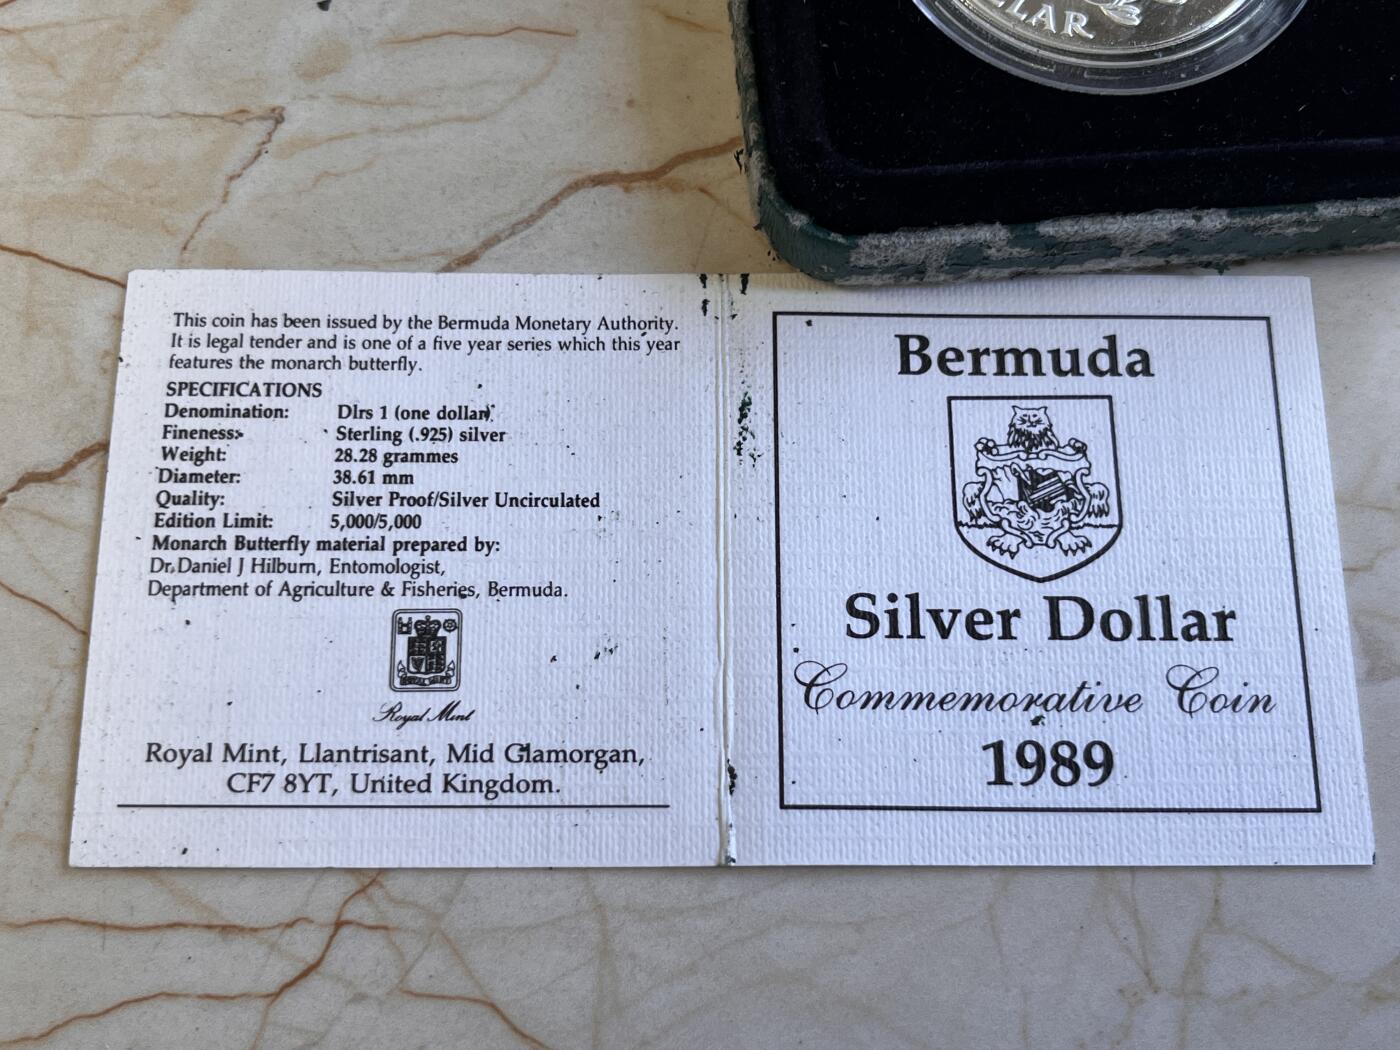 LLAR
This coin has been issued by the Bermuda Monetary Authority.
It is legal tender and is one of a five year series which this year
features the monarch butterfly.
SPECIFICATIONS
Denomination: Dlrs 1 (one dollar)
Fineness: Sterling (.925) silver
Weight: 28.28 grammes
Diameter: 38.61 mm
Quality: Silver Proof/Silver Uncirculated
Edition Limit: 5,000/5,000
Monarch Butterfly material prepared by:
Dr Daniel J Hilburn, Entomologist,
Department of Agriculture & Fisheries, Bermuda.
Royal Mint
Royal Mint, Llantrisant, Mid Glamorgan,
CF7 8YT, United Kingdom.
Bermuda
Silver Dollar
Commemorative Coin
1989